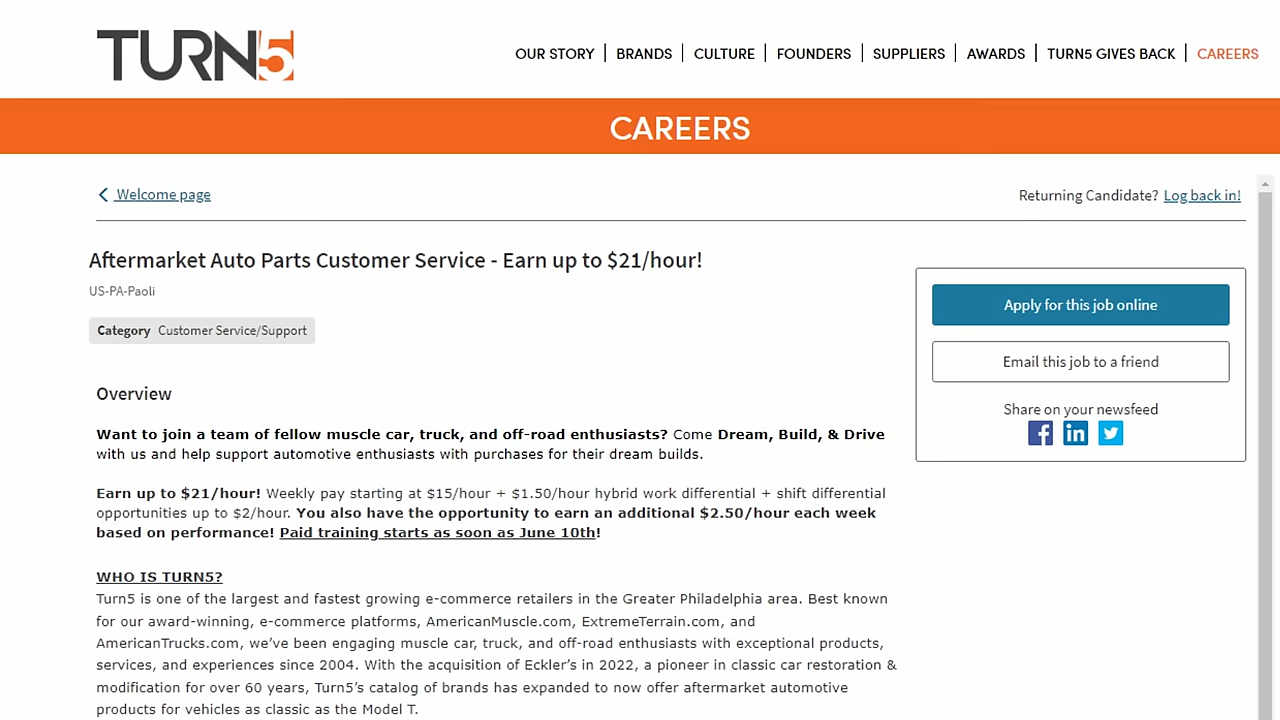 TURN5
OUR STORY | BRANDS | CULTURE | FOUNDERS | SUPPLIERS | AWARDS | TURN5 GIVES BACK | CAREERS
CAREERS
Welcome page
Returning Candidate? Log back in!
Aftermarket Auto Parts Customer Service - Earn up to $21/hour!
US-PA-Paoli
Category Customer Service/Support
Apply for this job online
Email this job to a friend
Share on your newsfeed
Overview
Want to join a team of fellow muscle car, truck, and off-road enthusiasts? Come Dream, Build, & Drive
with us and help support automotive enthusiasts with purchases for their dream builds.
Earn up to $21/hour! Weekly pay starting at $15/hour + $1.50/hour hybrid work differential + shift differential
opportunities up to $2/hour. You also have the opportunity to earn an additional $2.50/hour each week
based on performance! Paid training starts as soon as June 10th!
WHO IS TURN5?
Turn5 is one of the largest and fastest growing e-commerce retailers in the Greater Philadelphia area. Best known
for our award-winning, e-commerce platforms, AmericanMuscle.com, ExtremeTerrain.com, and
AmericanTrucks.com, we’ve been engaging muscle car, truck, and off-road enthusiasts with exceptional products,
services, and experiences since 2004. With the acquisition of Eckler’s in 2022, a pioneer in classic car restoration &
modification for over 60 years, Turn5’s catalog of brands has expanded to now offer aftermarket automotive
products for vehicles as classic as the Model T.